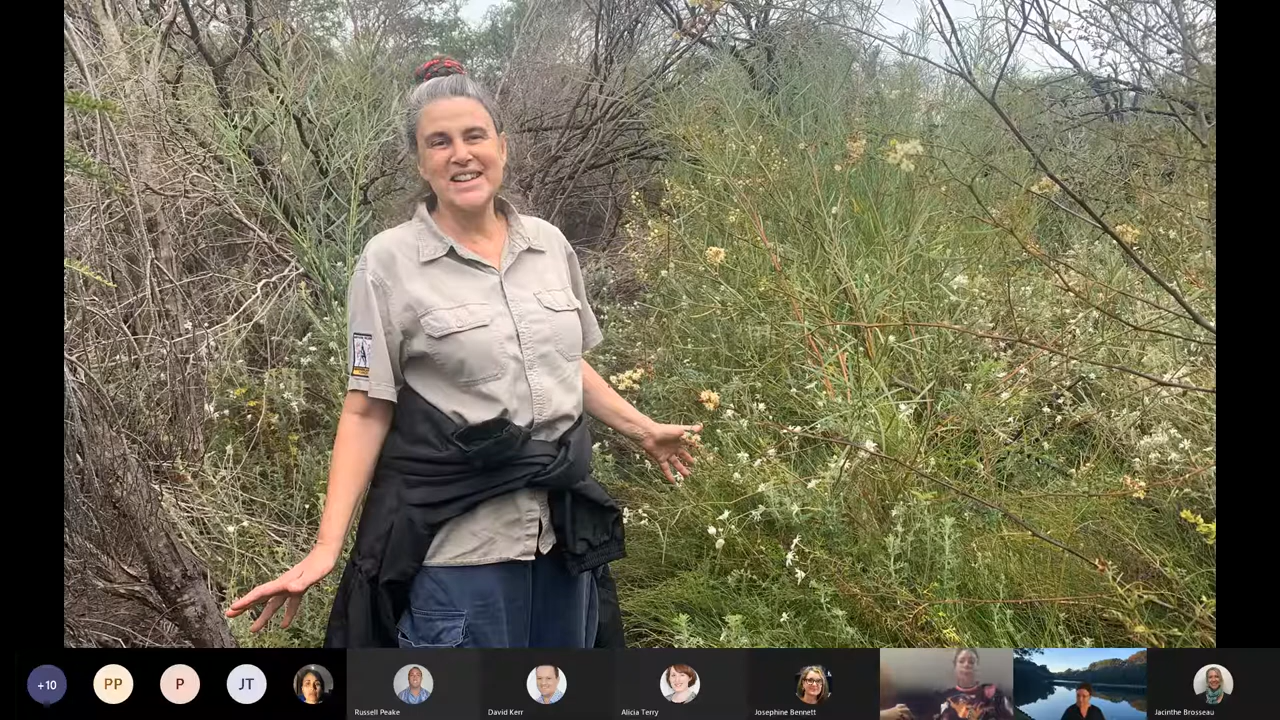 +10
PP
P
JT
Russell Peake
David Kerr
Alicia Terry
Josephine Bennett
Jacinthe Brosseau